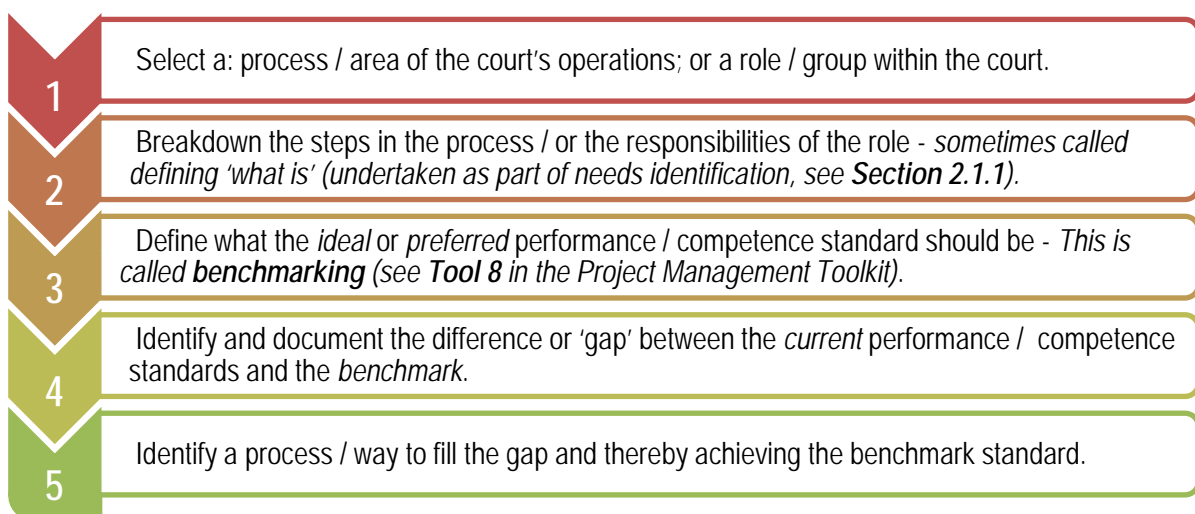 1
Select a: process / area of the court's operations; or a role / group within the court.
2
Breakdown the steps in the process / or the responsibilities of the role - sometimes called
defining 'what is' (undertaken as part of needs identification, see Section 2.1.1).
3
Define what the ideal or preferred performance / competence standard should be - This is
called benchmarking (see Tool 8 in the Project Management Toolkit).
4
Identify and document the difference or 'gap' between the current performance / competence
standards and the benchmark.
5
Identify a process / way to fill the gap and thereby achieving the benchmark standard.